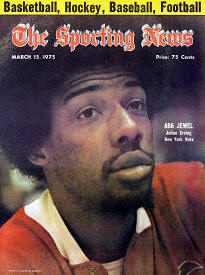 Basketball, Hockey, Baseball, Football
The Sporting News
MARCH 15, 1975
Price: 75 Cents
ABA JEWEL
Julius Erving
New York Nets